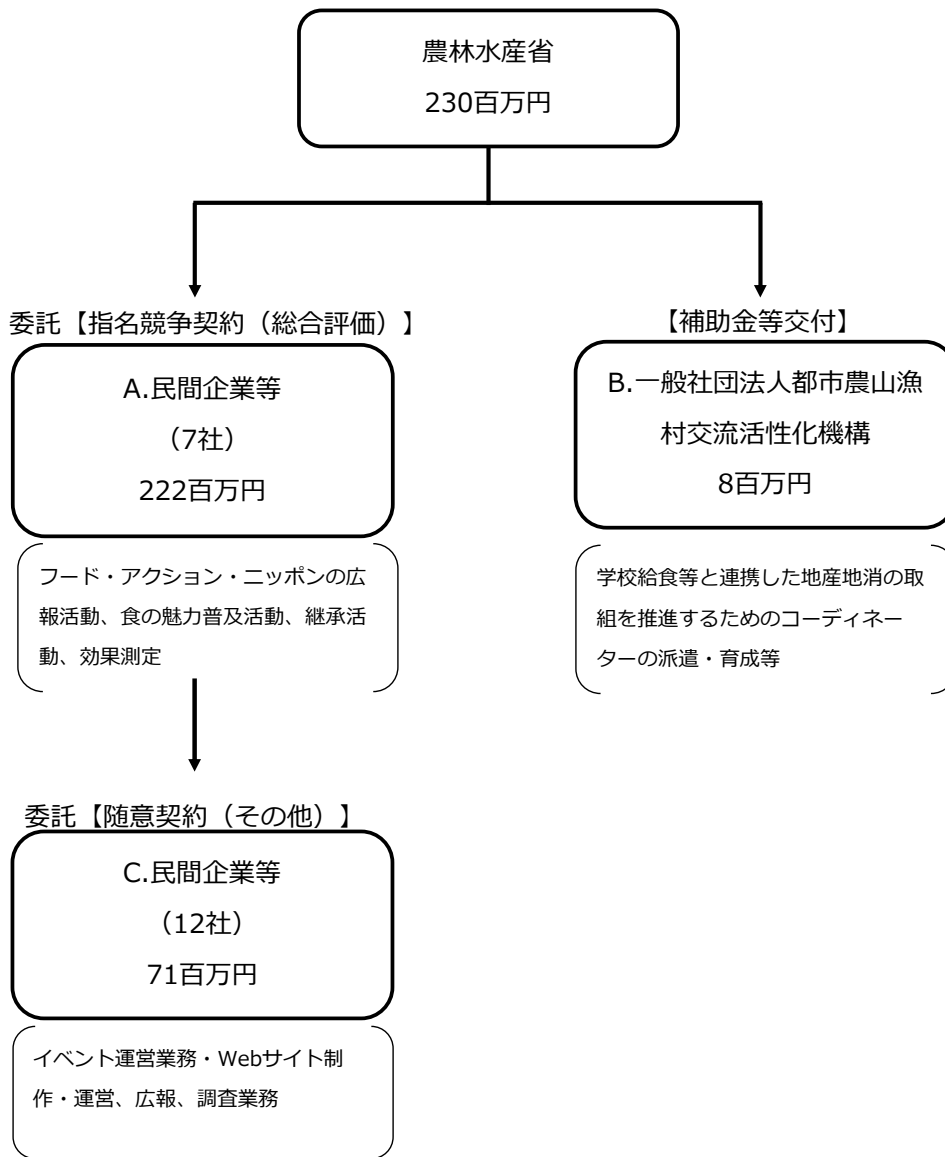 農林水産省
230百万円
委託【指名競争契約（総合評価）】
A.民間企業等
（7社）
222百万円
フード・アクション・ニッポンの広
報活動、食の魅力普及活動、継承活
動、効果測定
【補助金等交付】
B.一般社団法人都市農山漁
村交流活性化機構
8百万円
学校給食等と連携した地産地消の取
組を推進するためのコーディネー
ターの派遣・育成等
委託【随意契約（その他）】
C.民間企業等
（12社）
71百万円
イベント運営業務・Webサイト制
作・運営、広報、調査業務